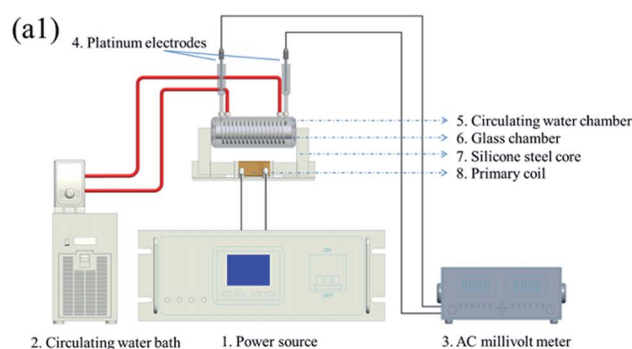 (a1)
4. Platinum electrodes
5. Circulating water chamber
6. Glass chamber
7. Silicone steel core
8. Primary coil
ON
OFF
2. Circulating water bath
1. Power source
3. AC millivolt meter